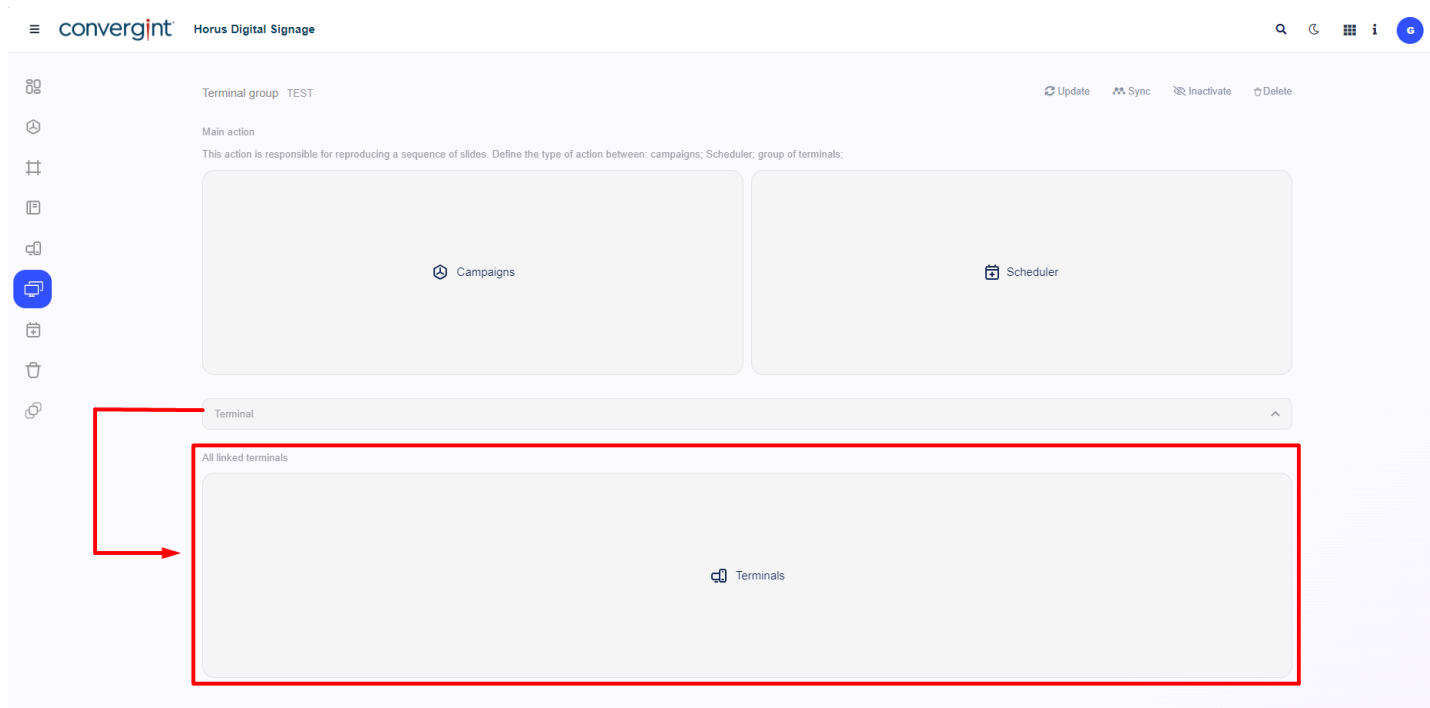 convergint Horus Digital Signage
G
Terminal group TEST
Update Sync Inactivate Delete
Main action
This action is responsible for reproducing a sequence of slides. Define the type of action between: campaigns; Scheduler; group of terminals;
Campaigns
Scheduler
Terminal
All linked terminals
Terminals